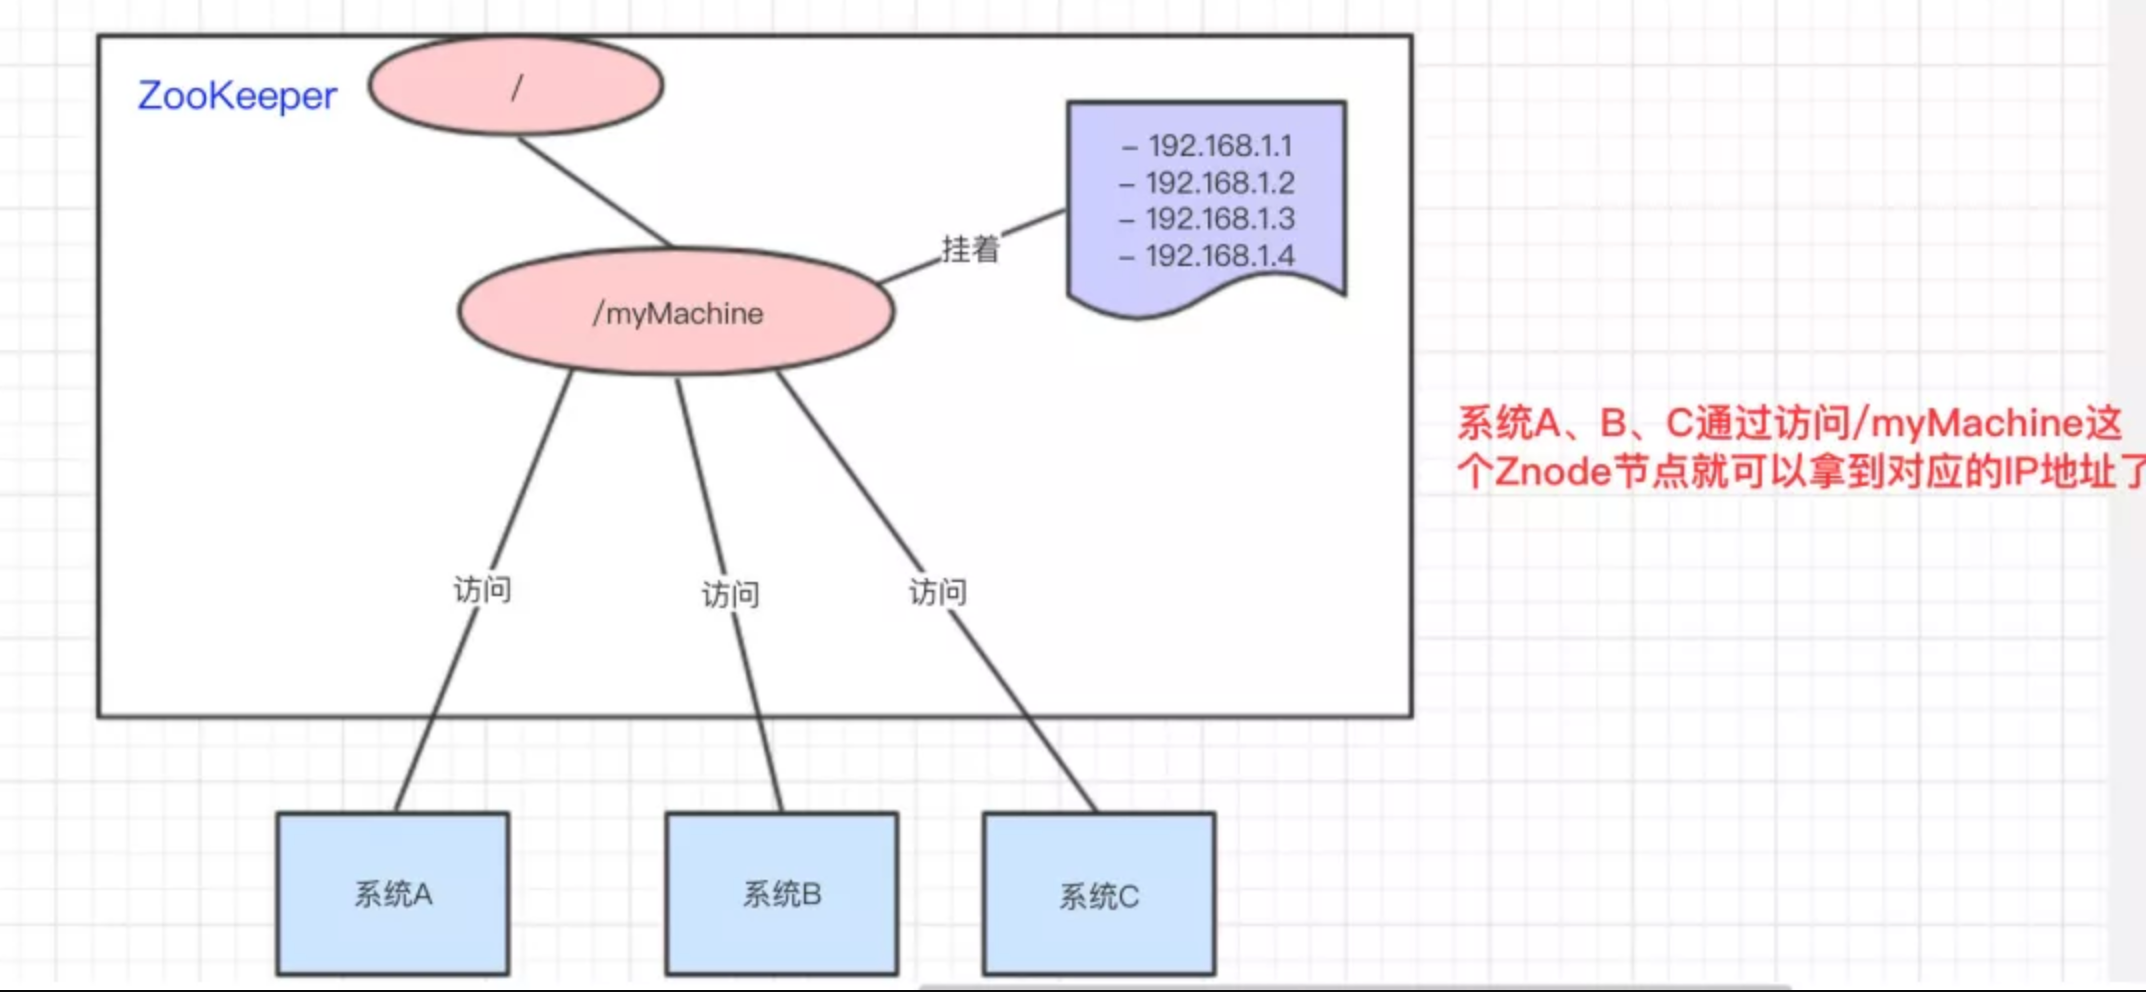 ZooKeeper
/
– 192.168.1.1
– 192.168.1.2
– 192.168.1.3
– 192.168.1.4
挂着
/myMachine
系统A、B、C通过访问/myMachine这
个Znode节点就可以拿到对应的IP地址了
访问
访问
访问
系统A
系统B
系统C